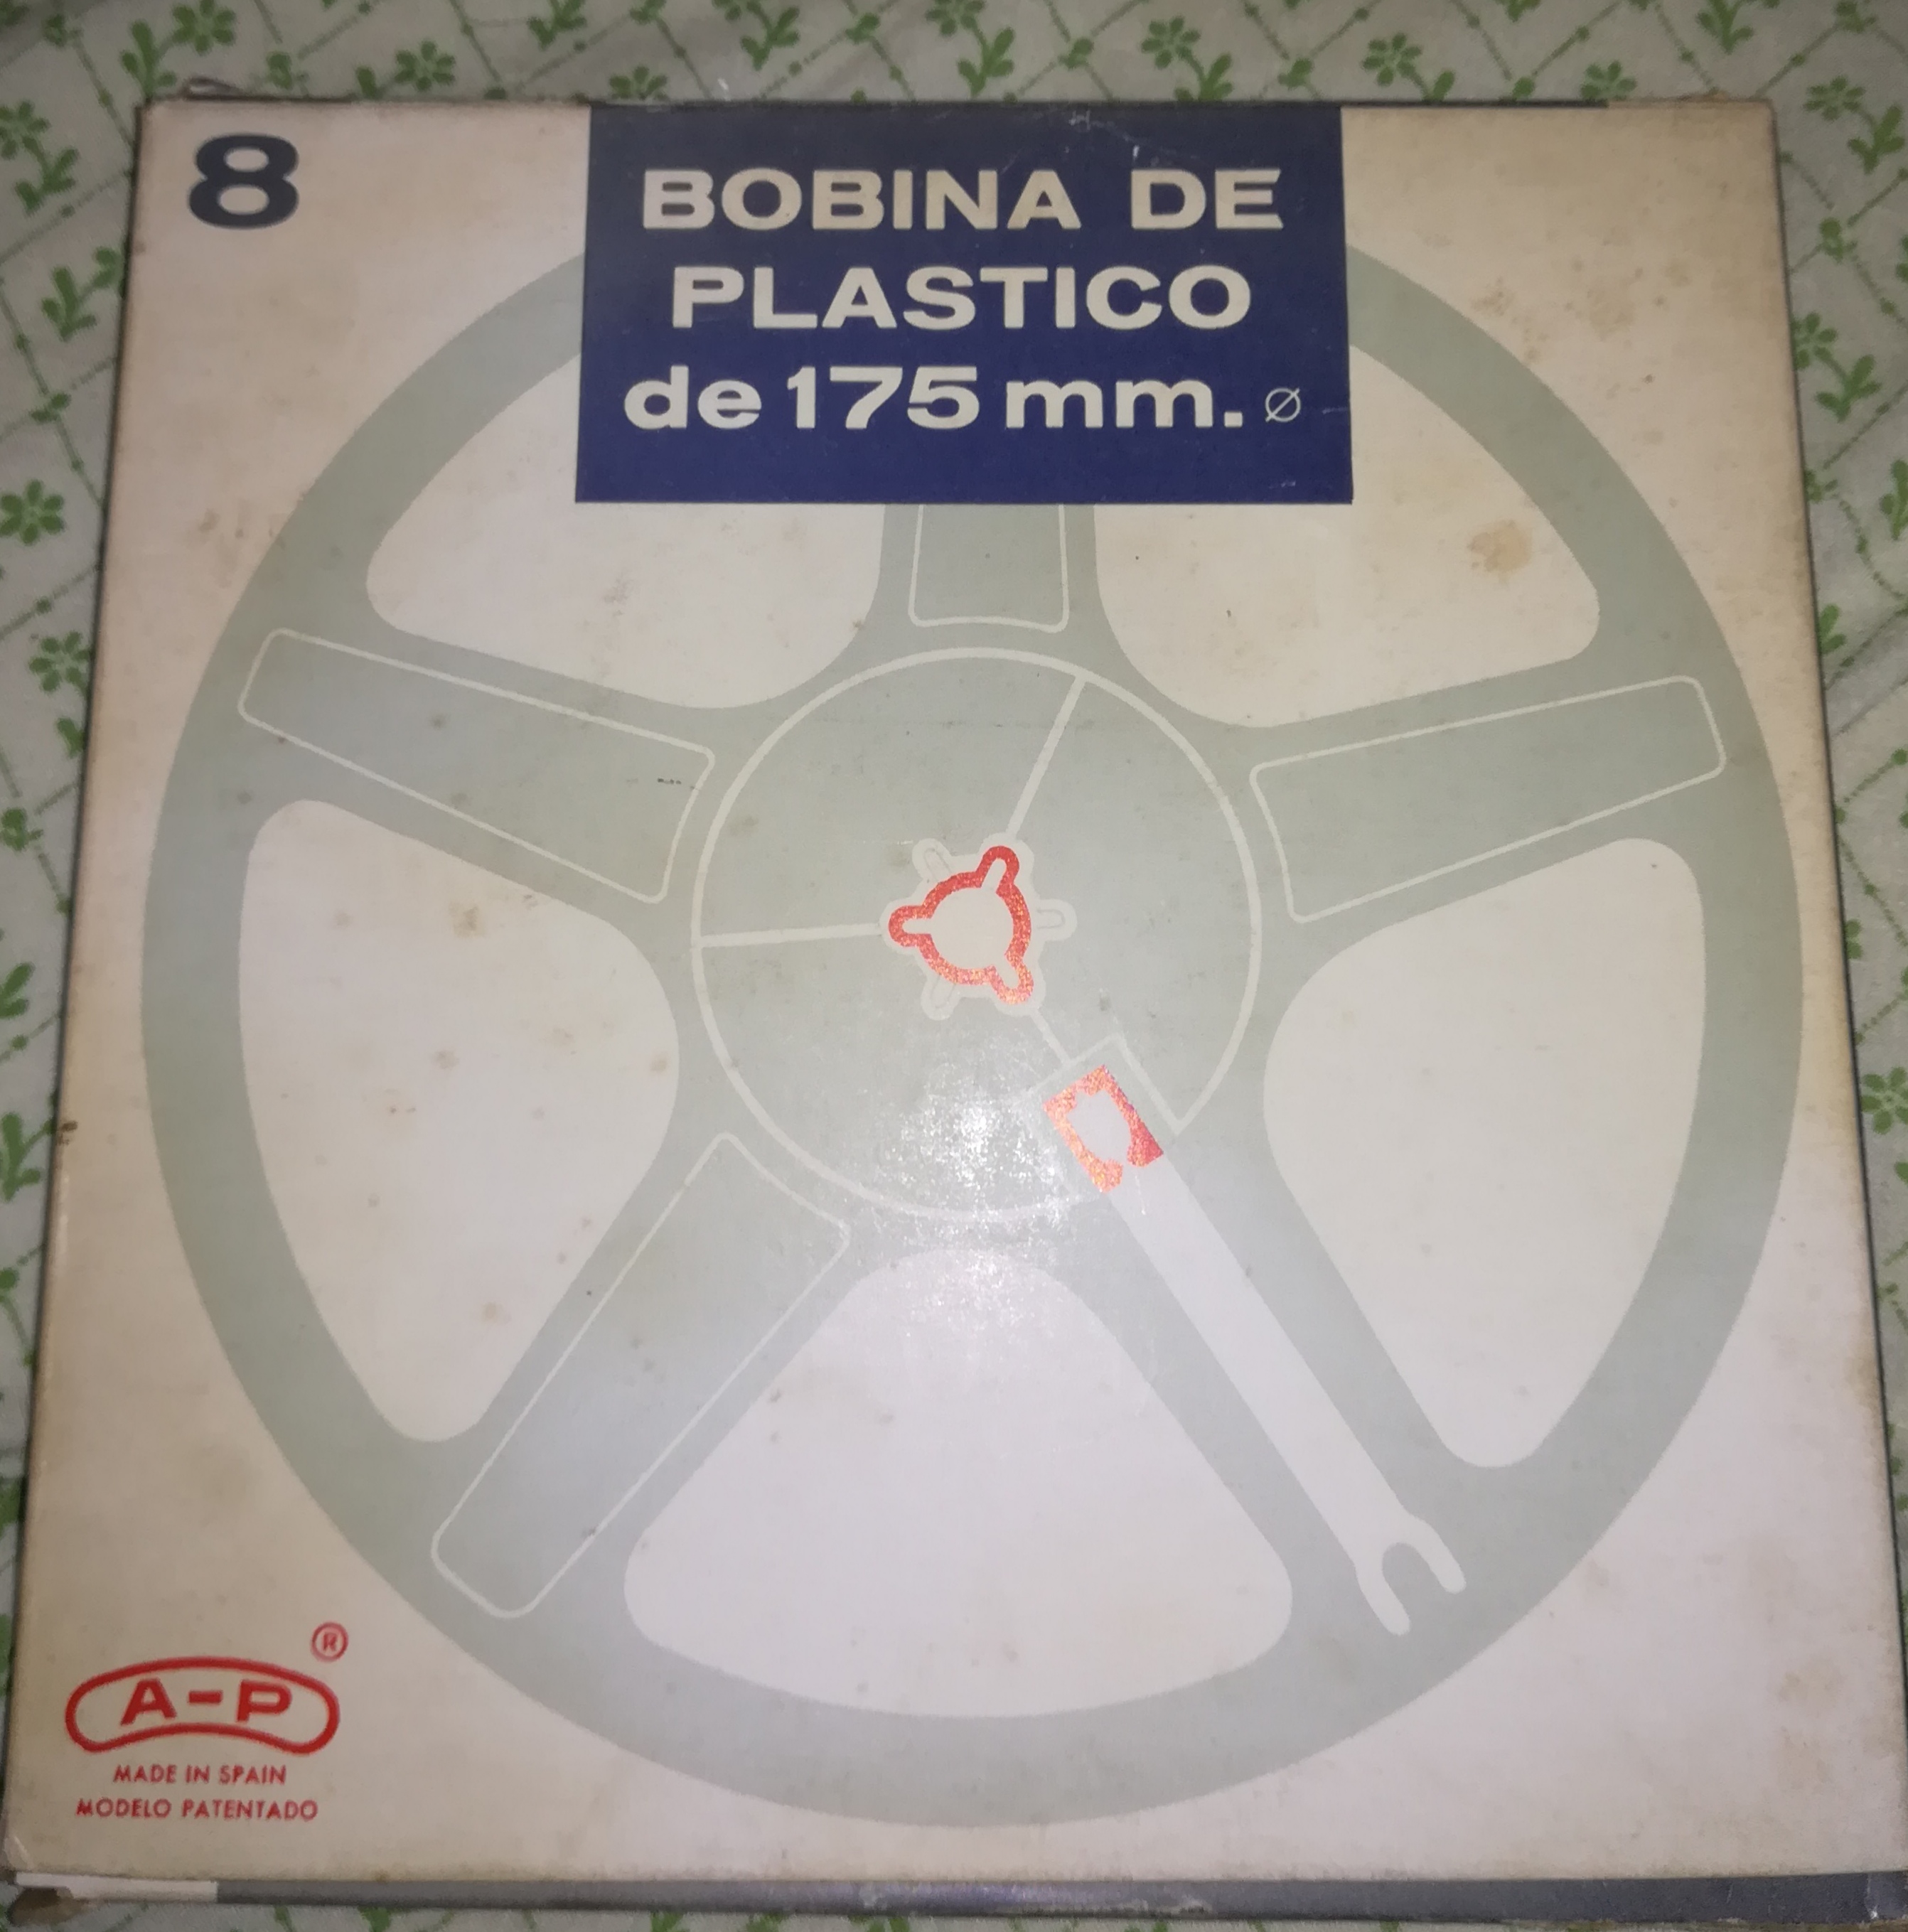 8
BOBINA DE
PLASTICO
de 175 mm. ⌀
®
A-P
MADE IN SPAIN
MODELO PATENTADO